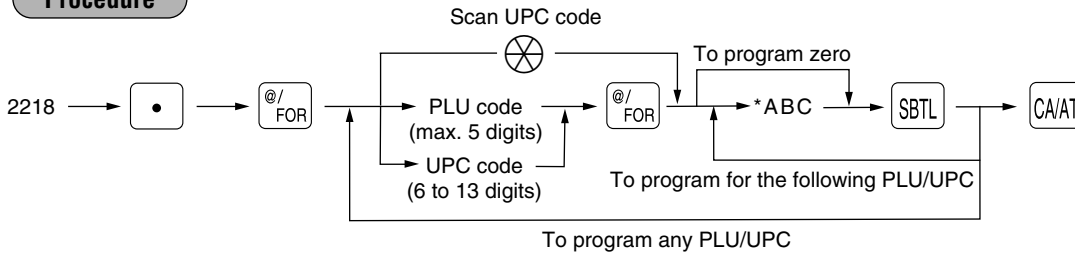 Procedure
Scan UPC code
To program zero
2218
•
@/
FOR
PLU code
(max. 5 digits)
@/
FOR
*ABC
SBTL
CA/AT
UPC code
(6 to 13 digits)
To program for the following PLU/UPC
To program any PLU/UPC